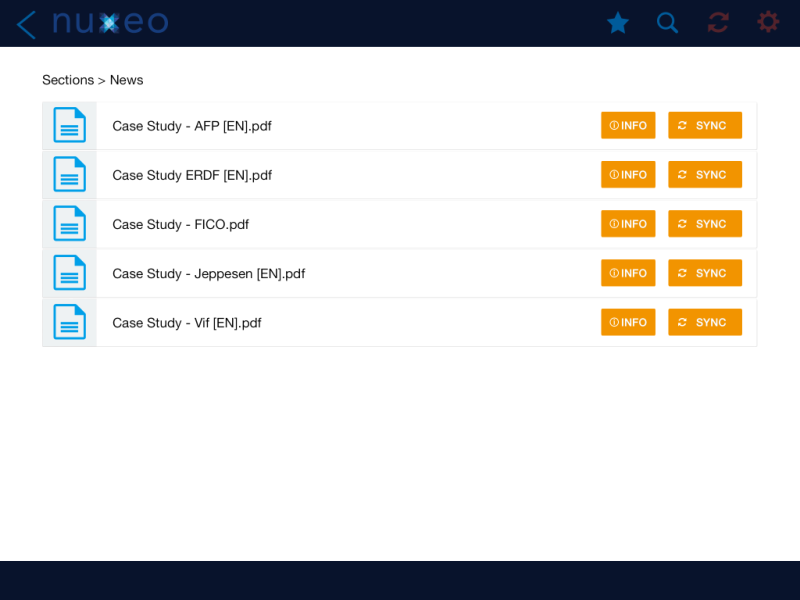 nuxeo
Sections > News
Case Study - AFP [EN].pdf INFO SYNC
Case Study ERDF [EN].pdf INFO SYNC
Case Study - FICO.pdf INFO SYNC
Case Study - Jeppesen [EN].pdf INFO SYNC
Case Study - Vif [EN].pdf INFO SYNC